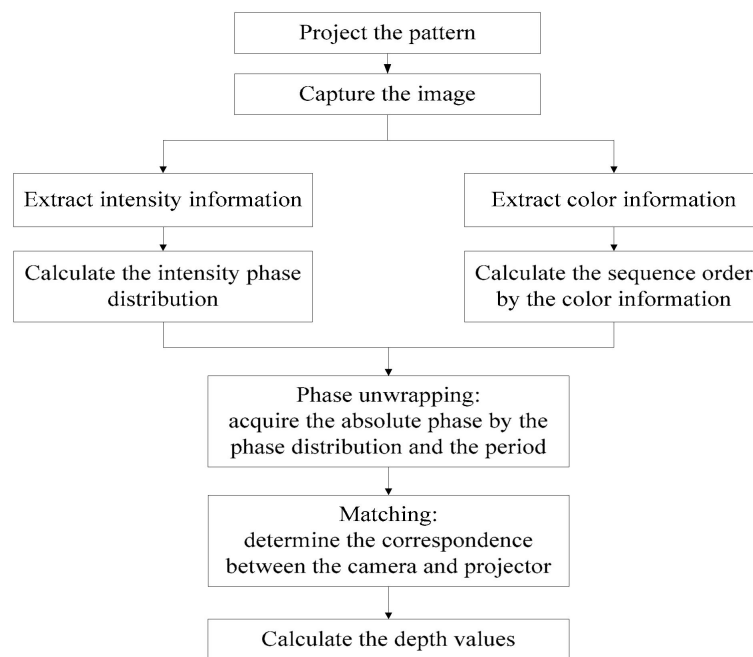 Project the pattern
Capture the image
Extract intensity information
Extract color information
Calculate the intensity phase
distribution
Calculate the sequence order
by the color information
Phase unwrapping:
acquire the absolute phase by the
phase distribution and the period
Matching:
determine the correspondence
between the camera and projector
Calculate the depth values